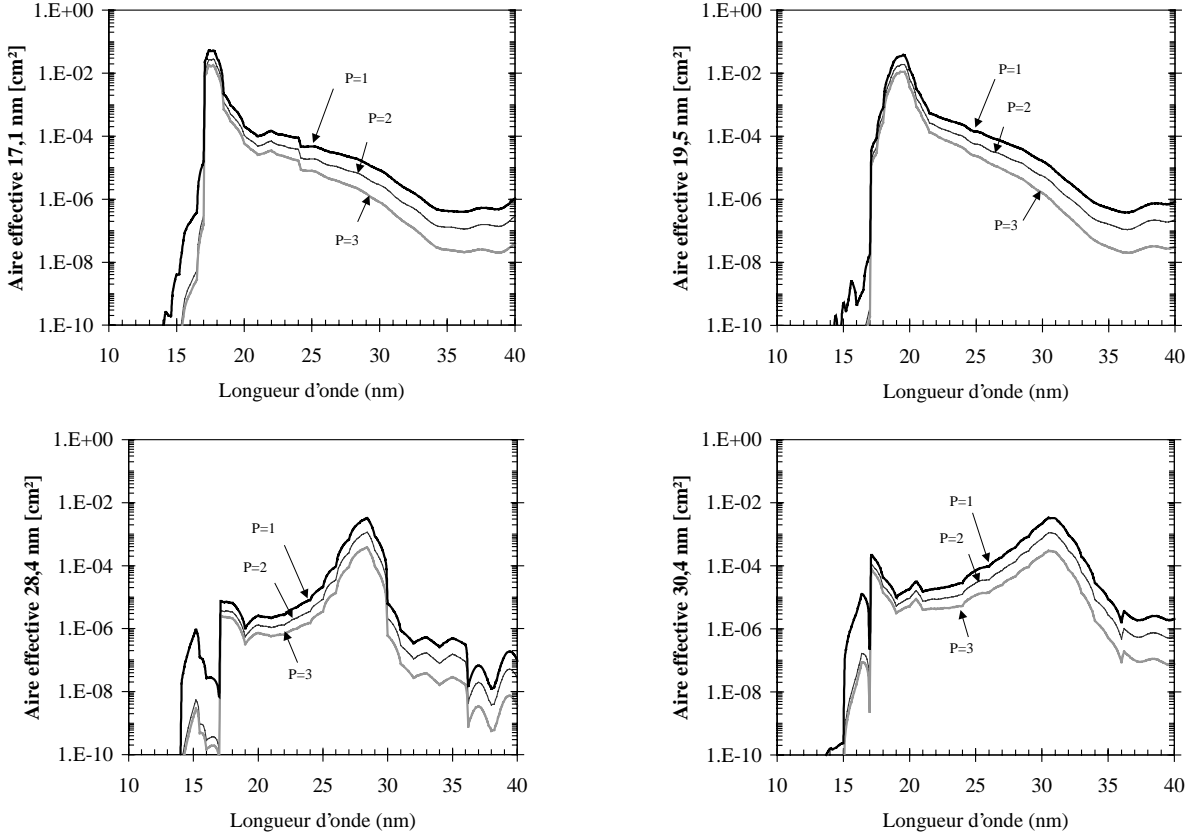 Aire effective 17,1 nm [cm²]
1.E+00
1.E-02
1.E-04
1.E-06
1.E-08
1.E-10
P=1
P=2
P=3
10 15 20 25 30 35 40
Longueur d'onde (nm)
Aire effective 19,5 nm [cm²]
1.E+00
1.E-02
1.E-04
1.E-06
1.E-08
1.E-10
P=1
P=2
P=3
10 15 20 25 30 35 40
Longueur d'onde (nm)
Aire effective 28,4 nm [cm²]
1.E+00
1.E-02
1.E-04
1.E-06
1.E-08
1.E-10
P=1
P=2
P=3
10 15 20 25 30 35 40
Longueur d'onde (nm)
Aire effective 30,4 nm [cm²]
1.E+00
1.E-02
1.E-04
1.E-06
1.E-08
1.E-10
P=1
P=2
P=3
10 15 20 25 30 35 40
Longueur d'onde (nm)